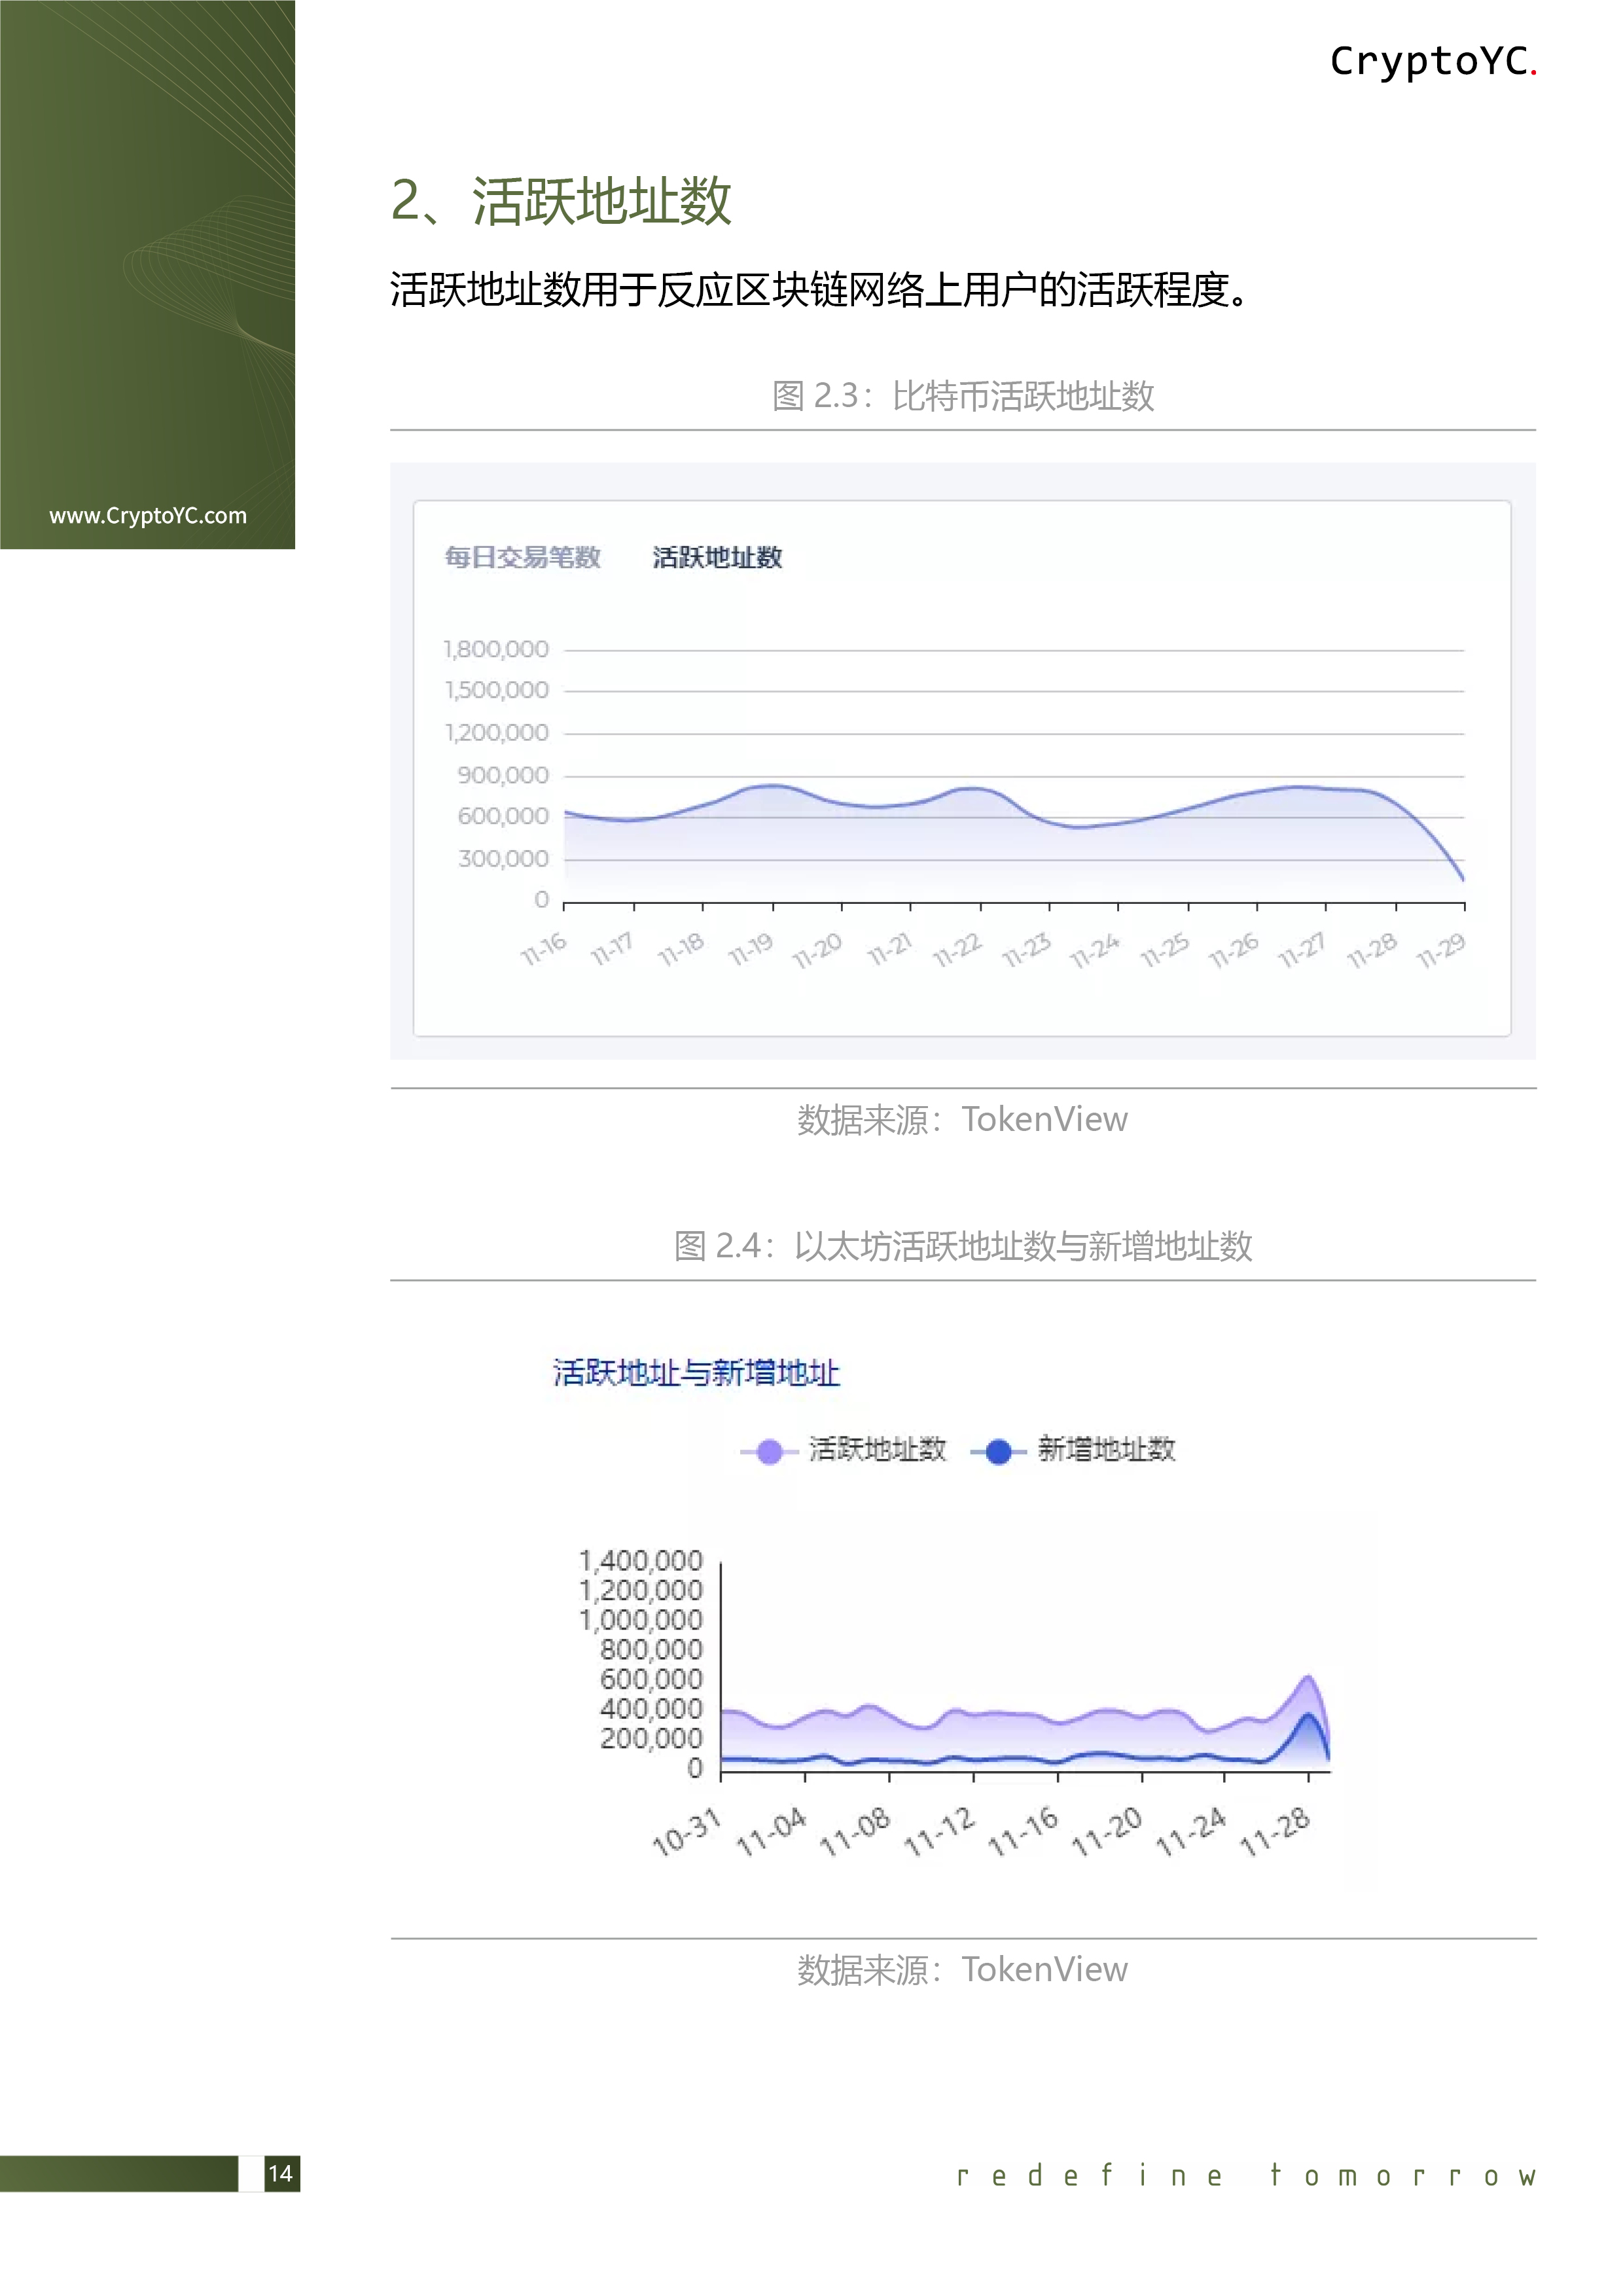 CryptoYC.
www.CryptoYC.com
2、活跃地址数
活跃地址数用于反应区块链网络上用户的活跃程度。
图 2.3：比特币活跃地址数
每日交易笔数 活跃地址数
1,800,000
1,500,000
1,200,000
900,000
600,000
300,000
0
11-16 11-17 11-18 11-19 11-20 11-21 11-22 11-23 11-24 11-25 11-26 11-27 11-28 11-29
数据来源：TokenView
图 2.4：以太坊活跃地址数与新增地址数
活跃地址与新增地址
活跃地址数 新增地址数
1,400,000
1,200,000
1,000,000
800,000
600,000
400,000
200,000
0
10-31 11-04 11-08 11-12 11-16 11-20 11-24 11-28
数据来源：TokenView
14
redefine tomorrow